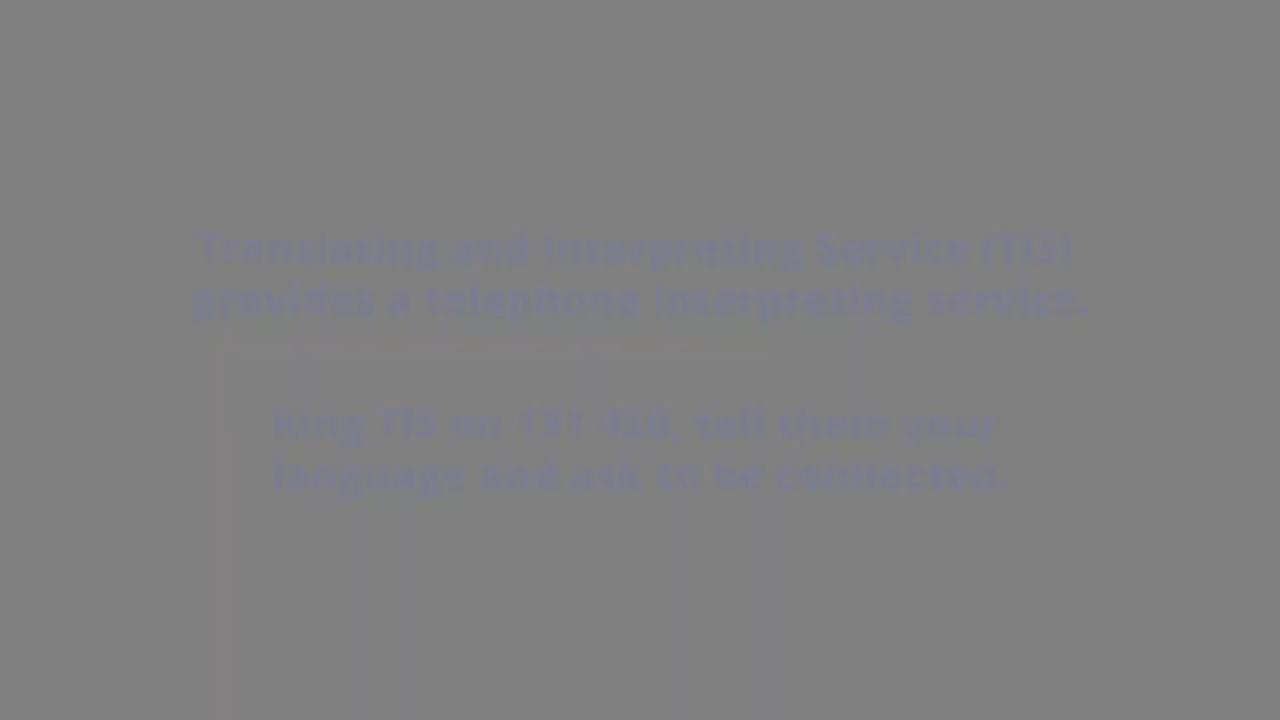 Translating and Interpreting Service (TIS)
provides a telephone interpreting service.
Ring TIS on 131 450, tell them your
language and ask to be connected.